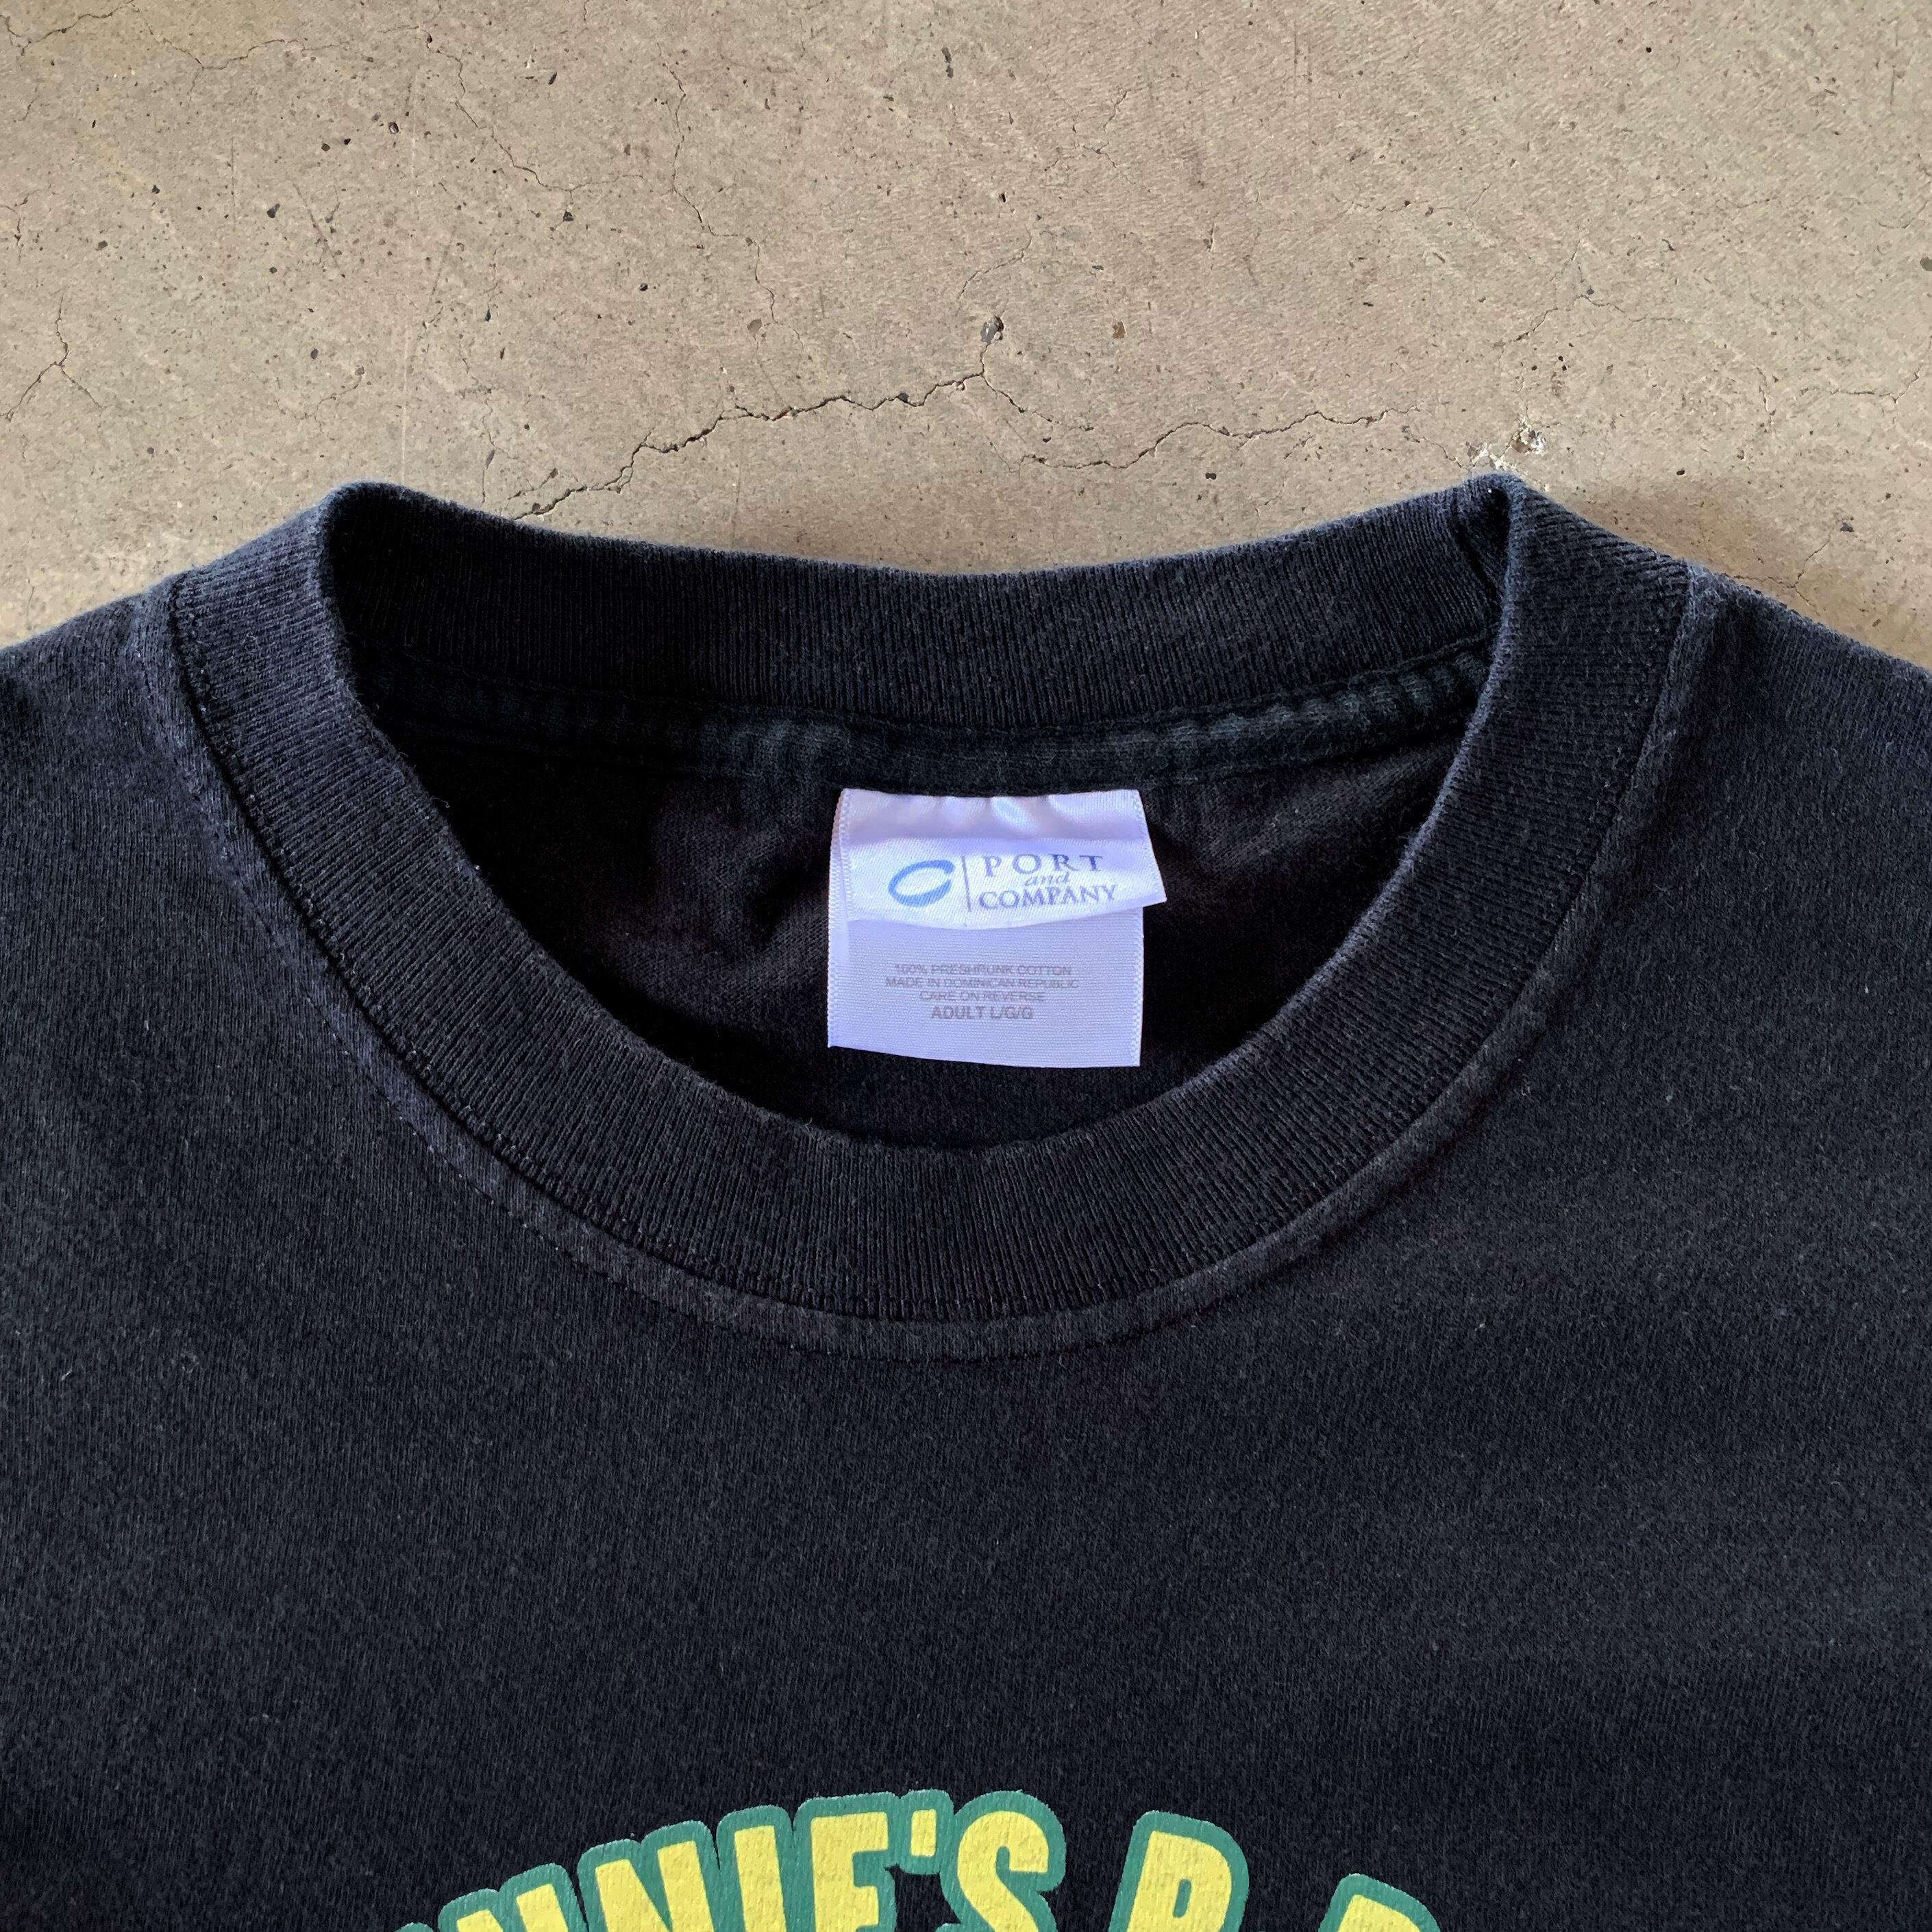 PORT
and
COMPANY
100% PRESHRUNK COTTON
MADE IN DOMINICAN REPUBLIC
CARE ON REVERSE
ADULT L/G/G